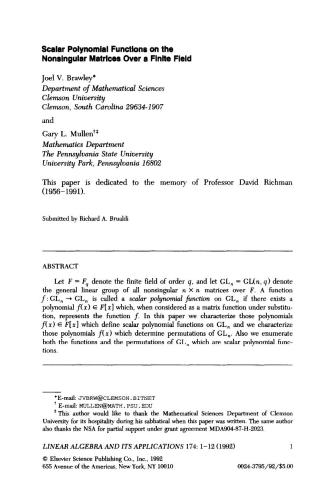 Scalar Polynomial Functions on the
Nonsingular Matrices Over a Finite Field
Joel V. Brawley*
Department of Mathematical Sciences
Clemson University
Clemson, South Carolina 29634-1907
and
Gary L. Mullen†‡
Mathematics Department
The Pennsylvania State University
University Park, Pennsylvania 16802
This paper is dedicated to the memory of Professor David Richman
(1956–1991).
Submitted by Richard A. Brualdi
ABSTRACT
Let F = F_q denote the finite field of order q, and let GL_n = GL(n, q) denote
the general linear group of all nonsingular n × n matrices over F. A function
f: GL_n → GL_n is called a scalar polynomial function on GL_n if there exists a
polynomial f(x) ∈ F[x] which, when considered as a matrix function under substitu-
tion, represents the function f. In this paper we characterize those polynomials
f(x) ∈ F[x] which define scalar polynomial functions on GL_n and we characterize
those polynomials f(x) which determine permutations of GL_n. Also we enumerate
both the functions and the permutations of GL_n which are scalar polynomial func-
tions.
*E-mail: JVBRW@CLEMSON.BITNET
† E-mail: MULLEN@MATH.PSU.EDU
‡ This author would like to thank the Mathematical Sciences Department of Clemson
University for its hospitality during his sabbatical when this paper was written. The same author
also thanks the NSA for partial support under grant agreement MDA904-87-H-2023.
LINEAR ALGEBRA AND ITS APPLICATIONS 174: 1–12 (1992) 1
© Elsevier Science Publishing Co., Inc., 1992
655 Avenue of the Americas, New York, NY 10010 0024-3795/92/$5.00